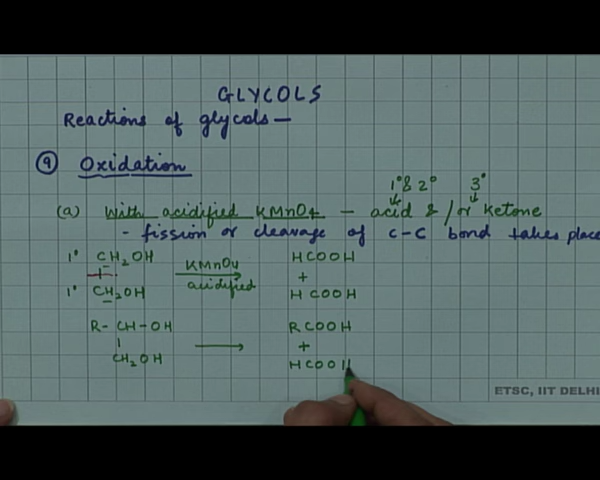 GLYCOLS
Reactions of glycols—
9 Oxidation
1° & 2° 3°
(a) With acidified KMnO4 - acid & / or ketone
- fission or cleavage of C-C bond takes place
1° CH2OH KMnO4 HCOOH
acidified +
1° CH2OH HCOOH
R- CH-OH RCOOH
+
CH2OH HCOOH
ETSC, IIT DELHI